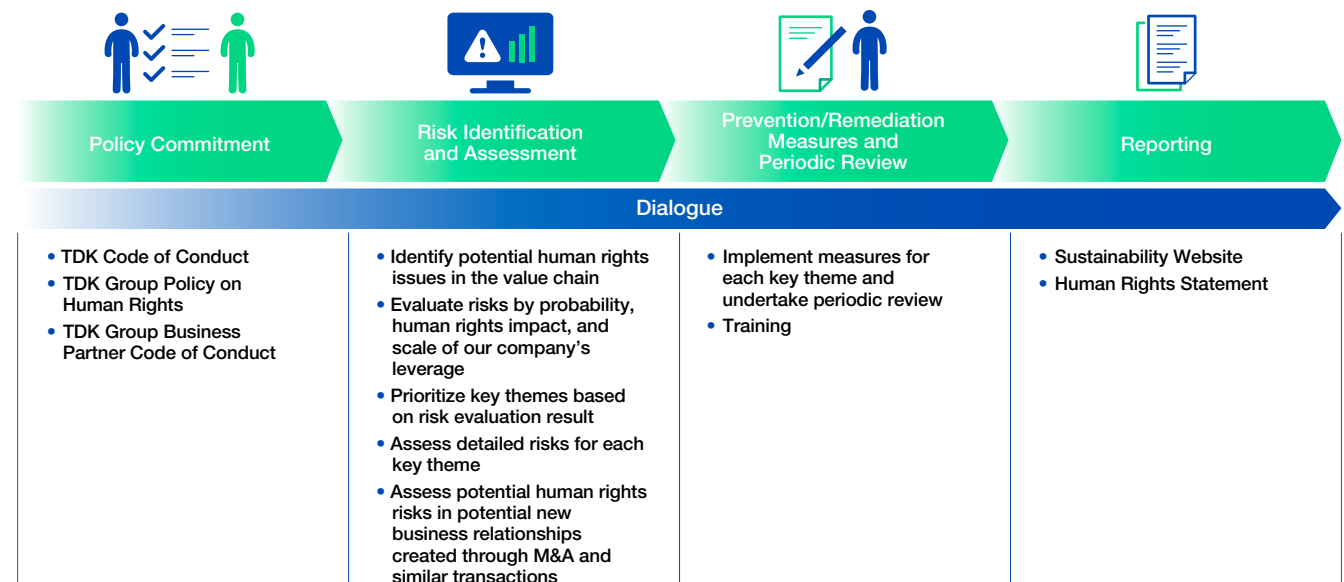 Policy Commitment
Risk Identification
and Assessment
Prevention/Remediation
Measures and
Periodic Review
Reporting
Dialogue
• TDK Code of Conduct
• TDK Group Policy on
Human Rights
• TDK Group Business
Partner Code of Conduct
• Identify potential human rights
issues in the value chain
• Evaluate risks by probability,
human rights impact, and
scale of our company's
leverage
• Prioritize key themes based
on risk evaluation result
• Assess detailed risks for each
key theme
• Assess potential human rights
risks in potential new
business relationships
created through M&A and
similar transactions
• Implement measures for
each key theme and
undertake periodic review
• Training
• Sustainability Website
• Human Rights Statement